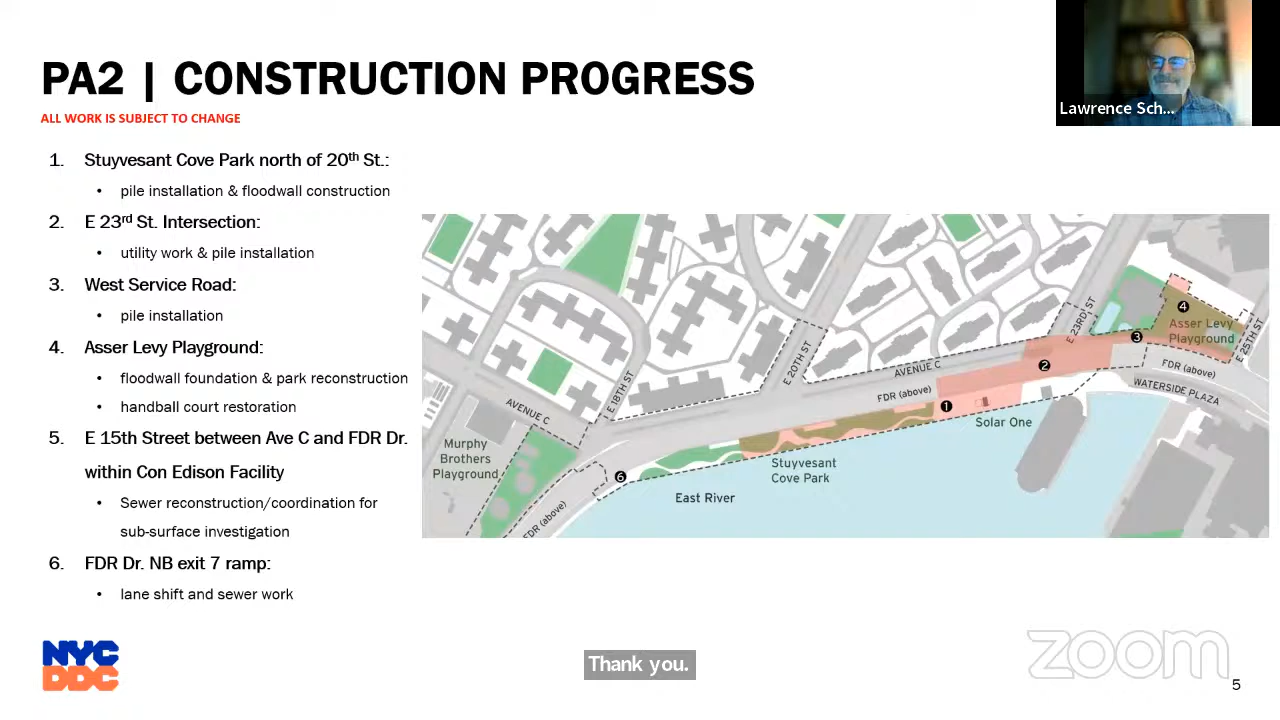 PA2 | CONSTRUCTION PROGRESS
ALL WORK IS SUBJECT TO CHANGE
Lawrence Sch...
1. Stuyvesant Cove Park north of 20th St.:
• pile installation & floodwall construction
2. E 23rd St. Intersection:
• utility work & pile installation
3. West Service Road:
• pile installation
4. Asser Levy Playground:
• floodwall foundation & park reconstruction
• handball court restoration
5. E 15th Street between Ave C and FDR Dr.
within Con Edison Facility
• Sewer reconstruction/coordination for
sub-surface investigation
6. FDR Dr. NB exit 7 ramp:
• lane shift and sewer work
4
Asser Levy
Playground
E 23RD ST
3
E 25TH ST
E 20TH ST
2
FDR (above)
AVENUE C
WATERSIDE PLAZA
FDR (above)
E 18TH ST
1
AVENUE C
Solar One
Murphy
Brothers
Playground
Stuyvesant
Cove Park
6
East River
FDR (above)
NYC
DDC
Thank you.
zoom
5